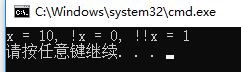 C:\Windows\system32\cmd.exe
x = 10, !x = 0, !!x = 1
请按任意键继续. . .